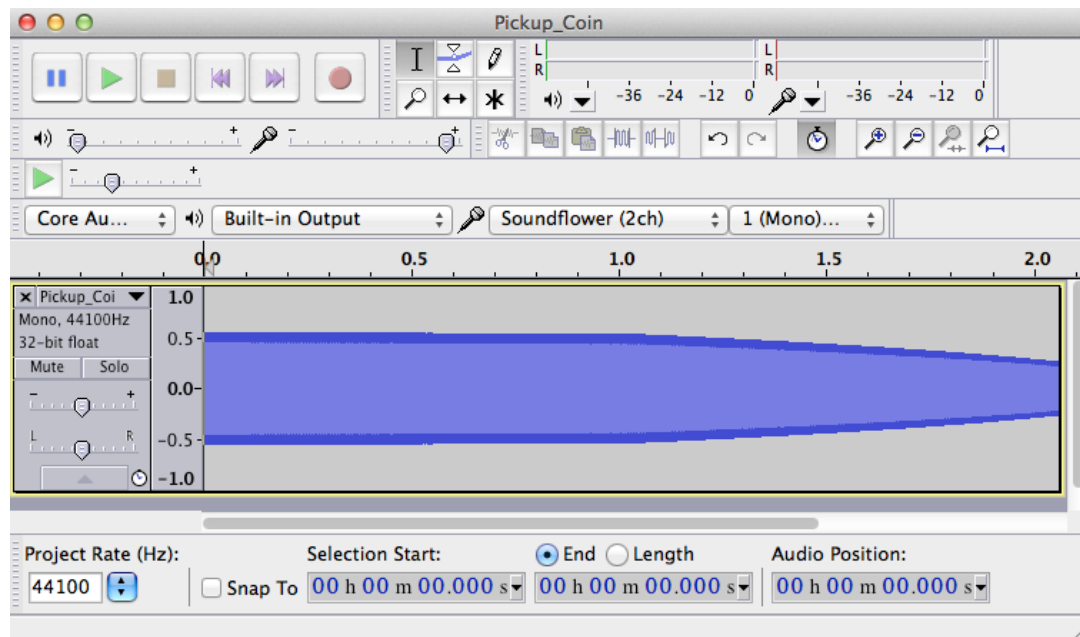 Pickup_Coin
L
R
-36 -24 -12 0
L
R
-36 -24 -12 0
- +
- +
- +
Core Au... Built-in Output Soundflower (2ch) 1 (Mono)...
0.0 0.5 1.0 1.5 2.0
Pickup_Coi
Mono, 44100Hz
32-bit float
Mute Solo
- +
L R
1.0
0.5
0.0
-0.5
-1.0
Project Rate (Hz): Selection Start: End Length Audio Position:
44100 Snap To 00 h 00 m 00.000 s 00 h 00 m 00.000 s 00 h 00 m 00.000 s